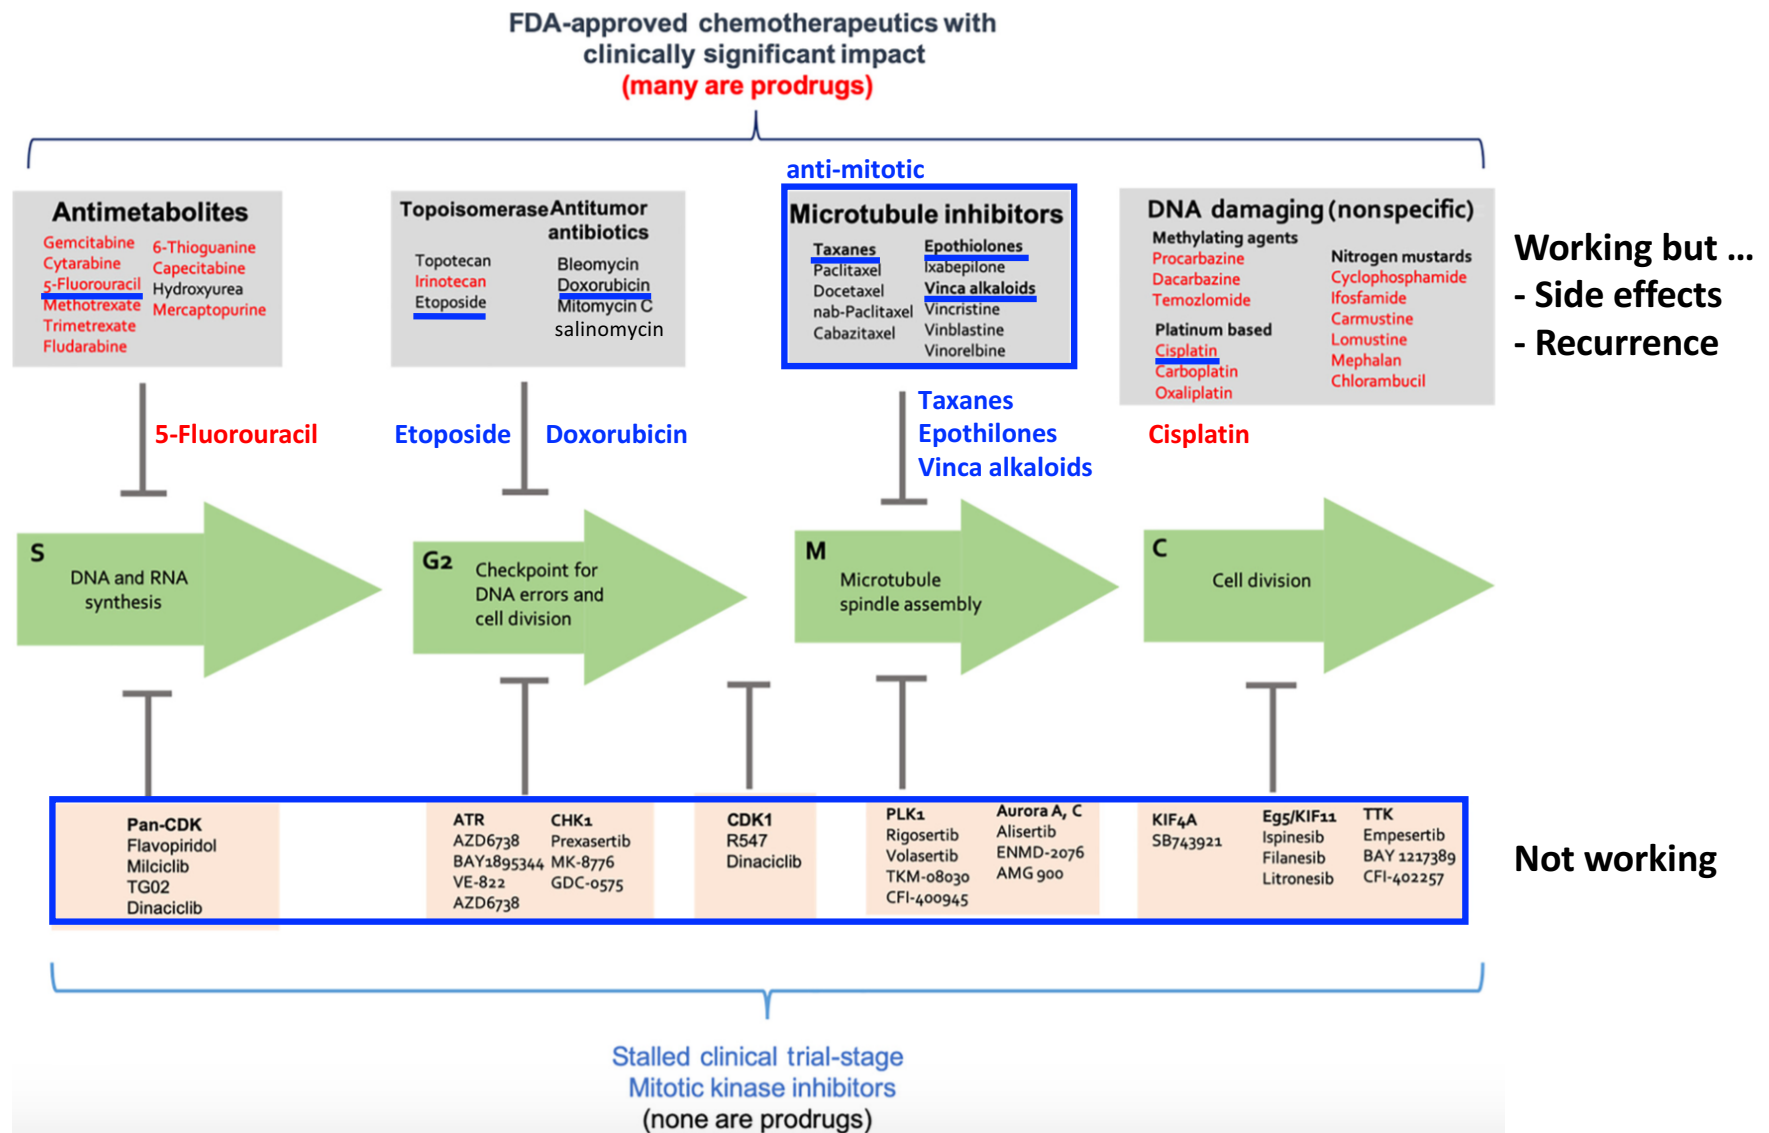 FDA-approved chemotherapeutics with
clinically significant impact
(many are prodrugs)
anti-mitotic
Antimetabolites
Gemcitabine
Cytarabine
5-Fluorouracil
Methotrexate
Trimetrexate
Fludarabine
6-Thioguanine
Capecitabine
Hydroxyurea
Mercaptopurine
Topoisomerase
Topotecan
Irinotecan
Etoposide
Antitumor
antibiotics
Bleomycin
Doxorubicin
Mitomycin C
salinomycin
Microtubule inhibitors
Taxanes
Paclitaxel
Docetaxel
nab-Paclitaxel
Cabazitaxel
Epothiolones
Ixabepilone
Vinca alkaloids
Vincristine
Vinblastine
Vinorelbine
DNA damaging (nonspecific)
Methylating agents
Procarbazine
Dacarbazine
Temozlomide
Platinum based
Cisplatin
Carboplatin
Oxaliplatin
Nitrogen mustards
Cyclophosphamide
Ifosfamide
Carmustine
Lomustine
Mephalan
Chlorambucil
Working but ...
- Side effects
- Recurrence
5-Fluorouracil
Etoposide
Doxorubicin
Taxanes
Epothilones
Vinca alkaloids
Cisplatin
S
DNA and RNA
synthesis
G2
Checkpoint for
DNA errors and
cell division
M
Microtubule
spindle assembly
C
Cell division
Pan-CDK
Flavopiridol
Milciclib
TG02
Dinaciclib
ATR
AZD6738
BAY1895344
VE-822
AZD6738
CHK1
Prexasertib
MK-8776
GDC-0575
CDK1
R547
Dinaciclib
PLK1
Rigosertib
Volasertib
TKM-08030
CFI-400945
Aurora A, C
Alisertib
ENMD-2076
AMG 900
KIF4A
SB743921
Eg5/KIF11
Ispinesib
Filanesib
Litronesib
TTK
Empesertib
BAY 1217389
CFI-402257
Not working
Stalled clinical trial-stage
Mitotic kinase inhibitors
(none are prodrugs)